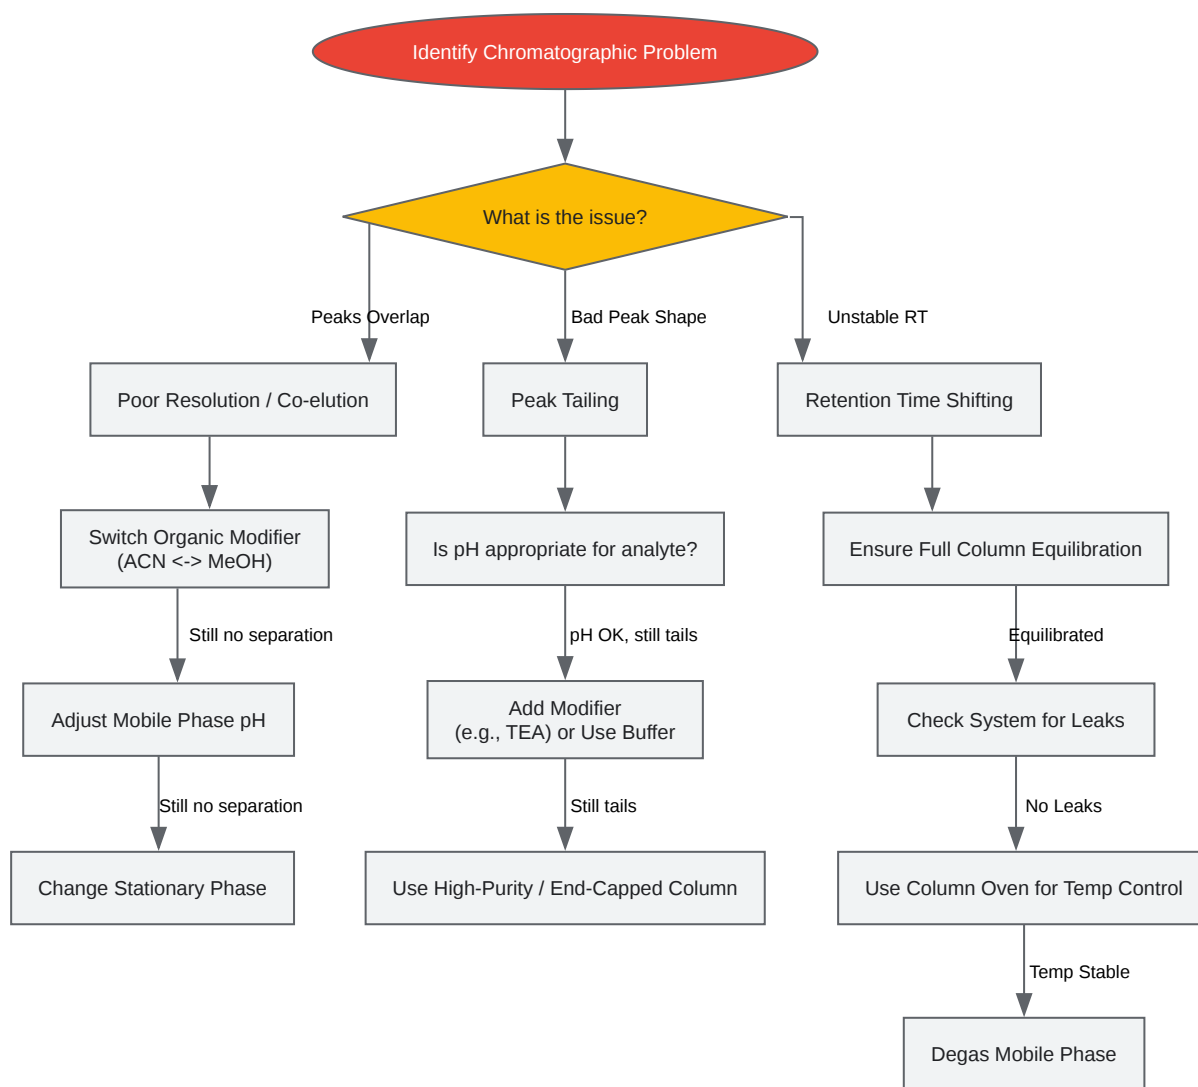 Identify Chromatographic Problem
What is the issue?
Peaks Overlap
Bad Peak Shape
Unstable RT
Poor Resolution / Co-elution
Peak Tailing
Retention Time Shifting
Switch Organic Modifier
(ACN <-> MeOH)
Is pH appropriate for analyte?
Ensure Full Column Equilibration
Still no separation
pH OK, still tails
Equilibrated
Adjust Mobile Phase pH
Add Modifier
(e.g., TEA) or Use Buffer
Check System for Leaks
Still no separation
Still tails
No Leaks
Change Stationary Phase
Use High-Purity / End-Capped Column
Use Column Oven for Temp Control
Temp Stable
Degas Mobile Phase